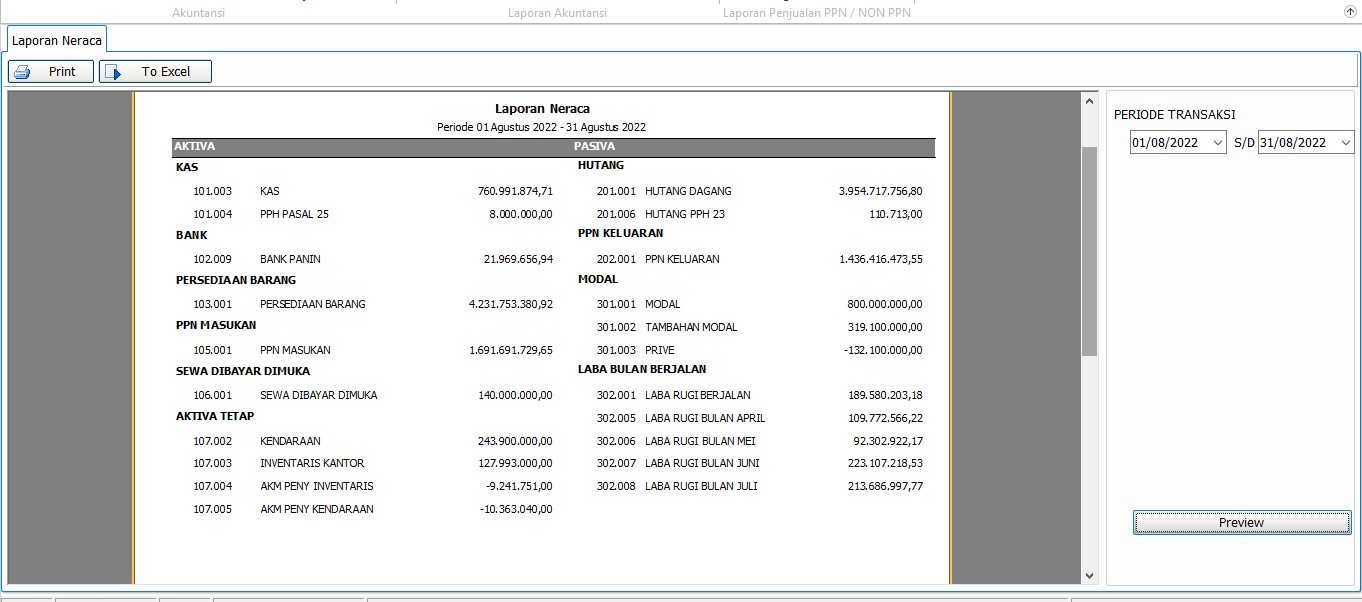 Akuntansi Laporan Akuntansi Laporan Penjualan PPN / NON PPN
Laporan Neraca
Print To Excel
Laporan Neraca
Periode 01 Agustus 2022 - 31 Agustus 2022
AKTIVA PASIVA
KAS HUTANG
101.003 KAS 760.991.874,71 201.001 HUTANG DAGANG 3.954.717.756,80
101.004 PPH PASAL 25 8.000.000,00 201.006 HUTANG PPH 23 110.713,00
BANK PPN KELUARAN
102.009 BANK PANIN 21.969.656,94 202.001 PPN KELUARAN 1.436.416.473,55
PERSEDIAAN BARANG MODAL
103.001 PERSEDIAAN BARANG 4.231.753.380,92 301.001 MODAL 800.000.000,00
PPN MASUKAN 301.002 TAMBAHAN MODAL 319.100.000,00
105.001 PPN MASUKAN 1.691.691.729,65 301.003 PRIVE -132.100.000,00
SEWA DIBAYAR DIMUKA LABA BULAN BERJALAN
106.001 SEWA DIBAYAR DIMUKA 140.000.000,00 302.001 LABA RUGI BERJALAN 189.580.203,18
AKTIVA TETAP 302.005 LABA RUGI BULAN APRIL 109.772.566,22
107.002 KENDARAAN 243.900.000,00 302.006 LABA RUGI BULAN MEI 92.302.922,17
107.003 INVENTARIS KANTOR 127.993.000,00 302.007 LABA RUGI BULAN JUNI 223.107.218,53
107.004 AKM PENY INVENTARIS -9.241.751,00 302.008 LABA RUGI BULAN JULI 213.686.997,77
107.005 AKM PENY KENDARAAN -10.363.040,00
PERIODE TRANSAKSI
01/08/2022 S/D 31/08/2022
Preview